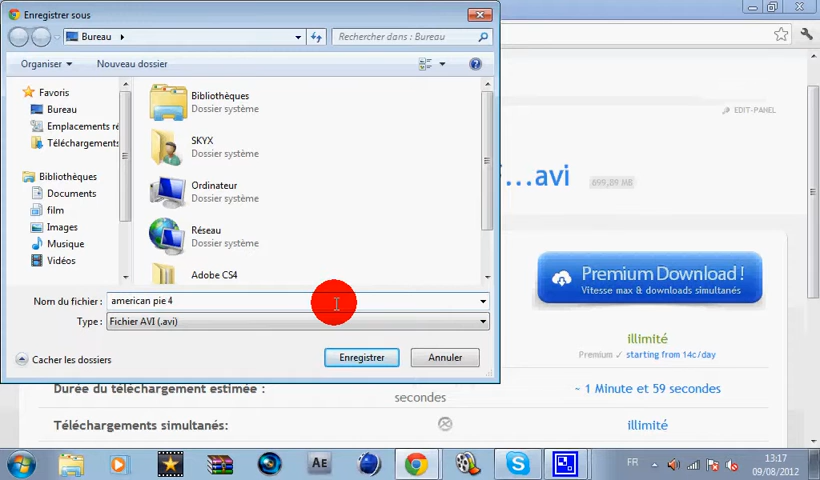 Enregistrer sous
Bureau
Rechercher dans : Bureau
Organiser
Nouveau dossier
Favoris
Bureau
Emplacements ré
Téléchargements
Bibliothèques
Documents
film
Images
Musique
Vidéos
Bibliothèques
Dossier système
SKYX
Dossier système
Ordinateur
Dossier système
Réseau
Dossier système
Adobe CS4
Nom du fichier :
american pie 4
Type :
Fichier AVI (.avi)
Cacher les dossiers
Enregistrer
Annuler
EDIT-PANEL
...avi
699,89 MB
Premium Download !
Vitesse max & downloads simultanés
illimité
Premium ✓ starting from 14c/day
Durée du téléchargement estimée :
secondes
~ 1 Minute et 59 secondes
Téléchargements simultanés:
illimité
Ae
FR
13:17
09/08/2012